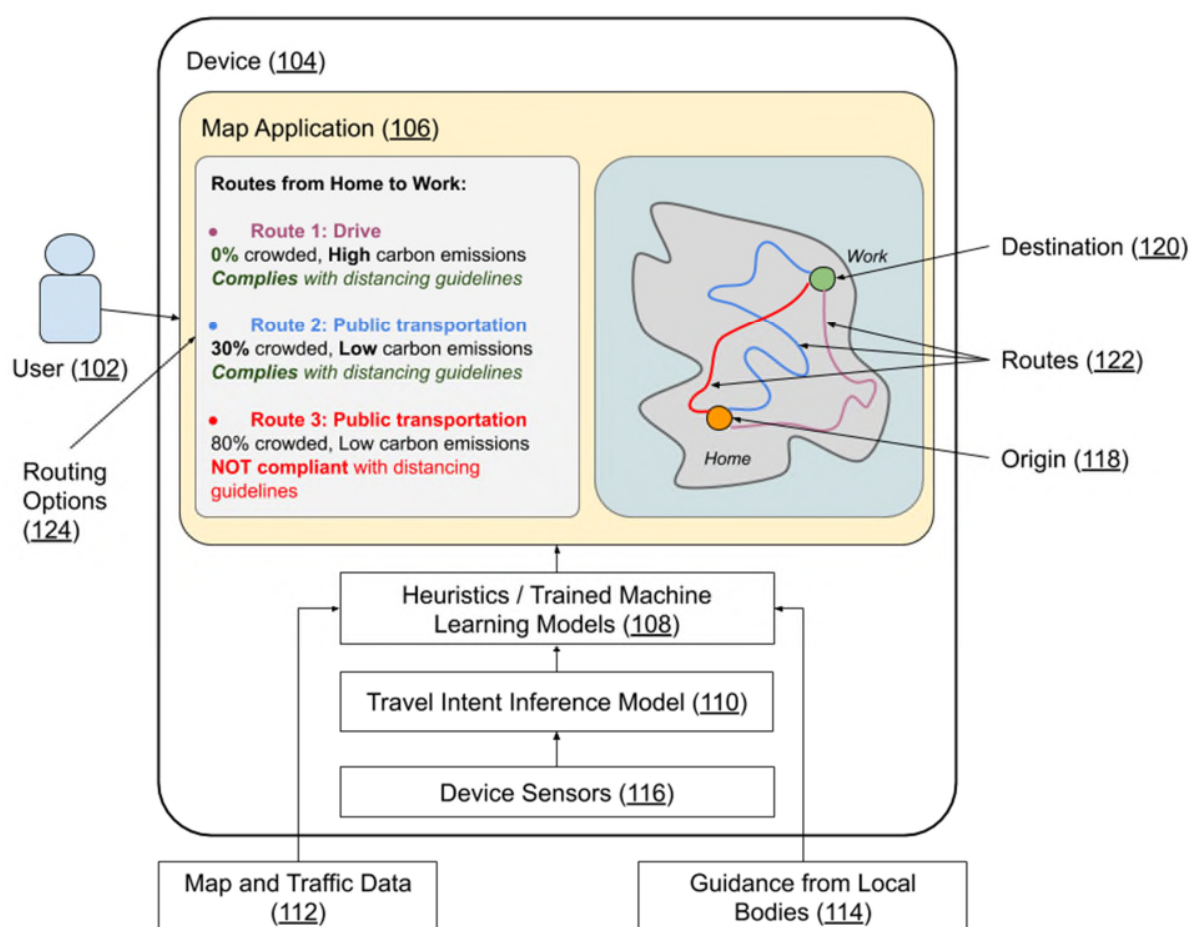 Device (104)
Map Application (106)
Routes from Home to Work:
• Route 1: Drive
0% crowded, High carbon emissions
Complies with distancing guidelines
• Route 2: Public transportation
30% crowded, Low carbon emissions
Complies with distancing guidelines
• Route 3: Public transportation
80% crowded, Low carbon emissions
NOT compliant with distancing
guidelines
Work
Home
User (102)
Routing
Options
(124)
Destination (120)
Routes (122)
Origin (118)
Heuristics / Trained Machine
Learning Models (108)
Travel Intent Inference Model (110)
Device Sensors (116)
Map and Traffic Data
(112)
Guidance from Local
Bodies (114)